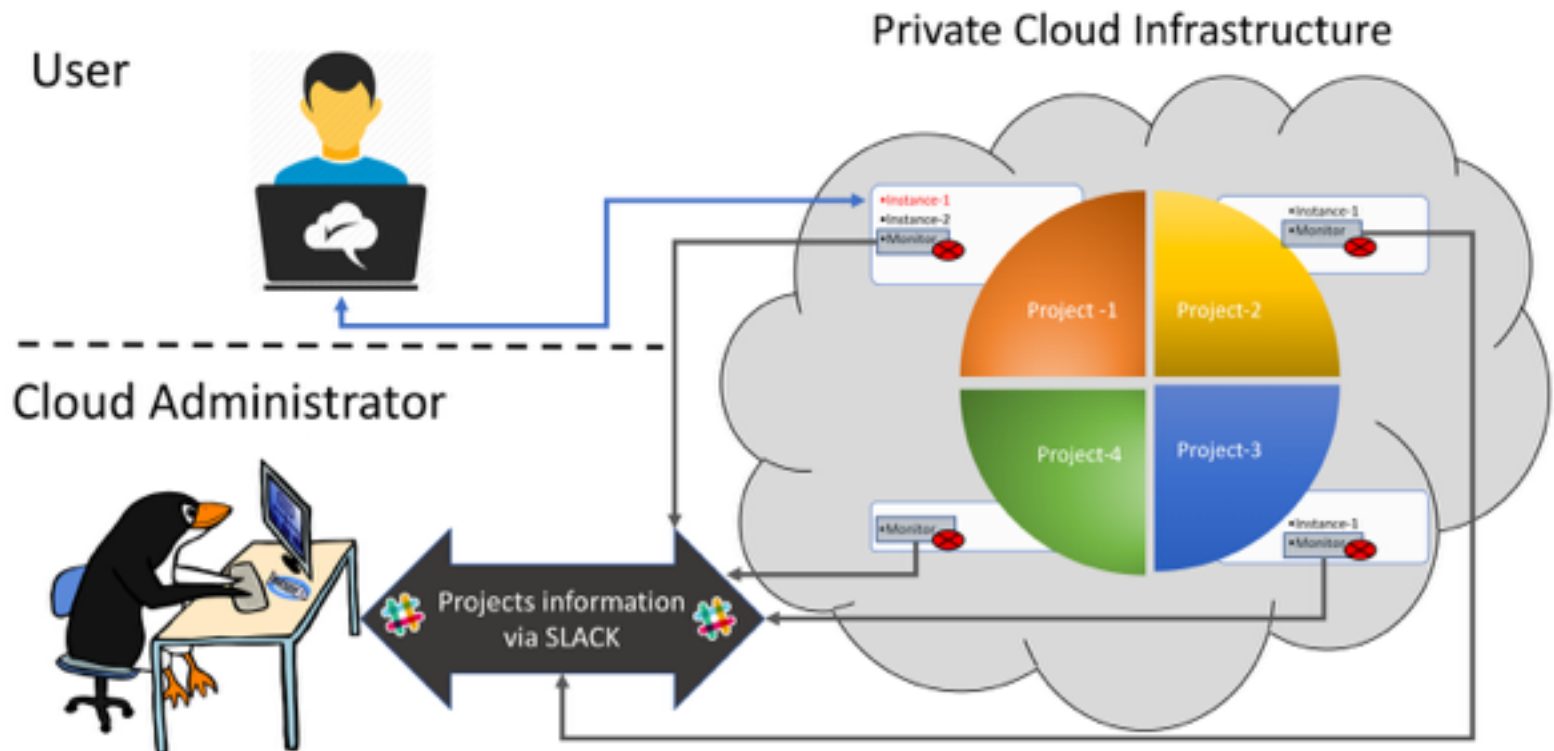 Private Cloud Infrastructure
User
•Instance-1
•Instance-2
•Monitor
•Instance-1
•Monitor
Project -1
Project-2
Cloud Administrator
Project-4
Project-3
•Monitor
•Instance-1
•Monitor
Projects information
via SLACK